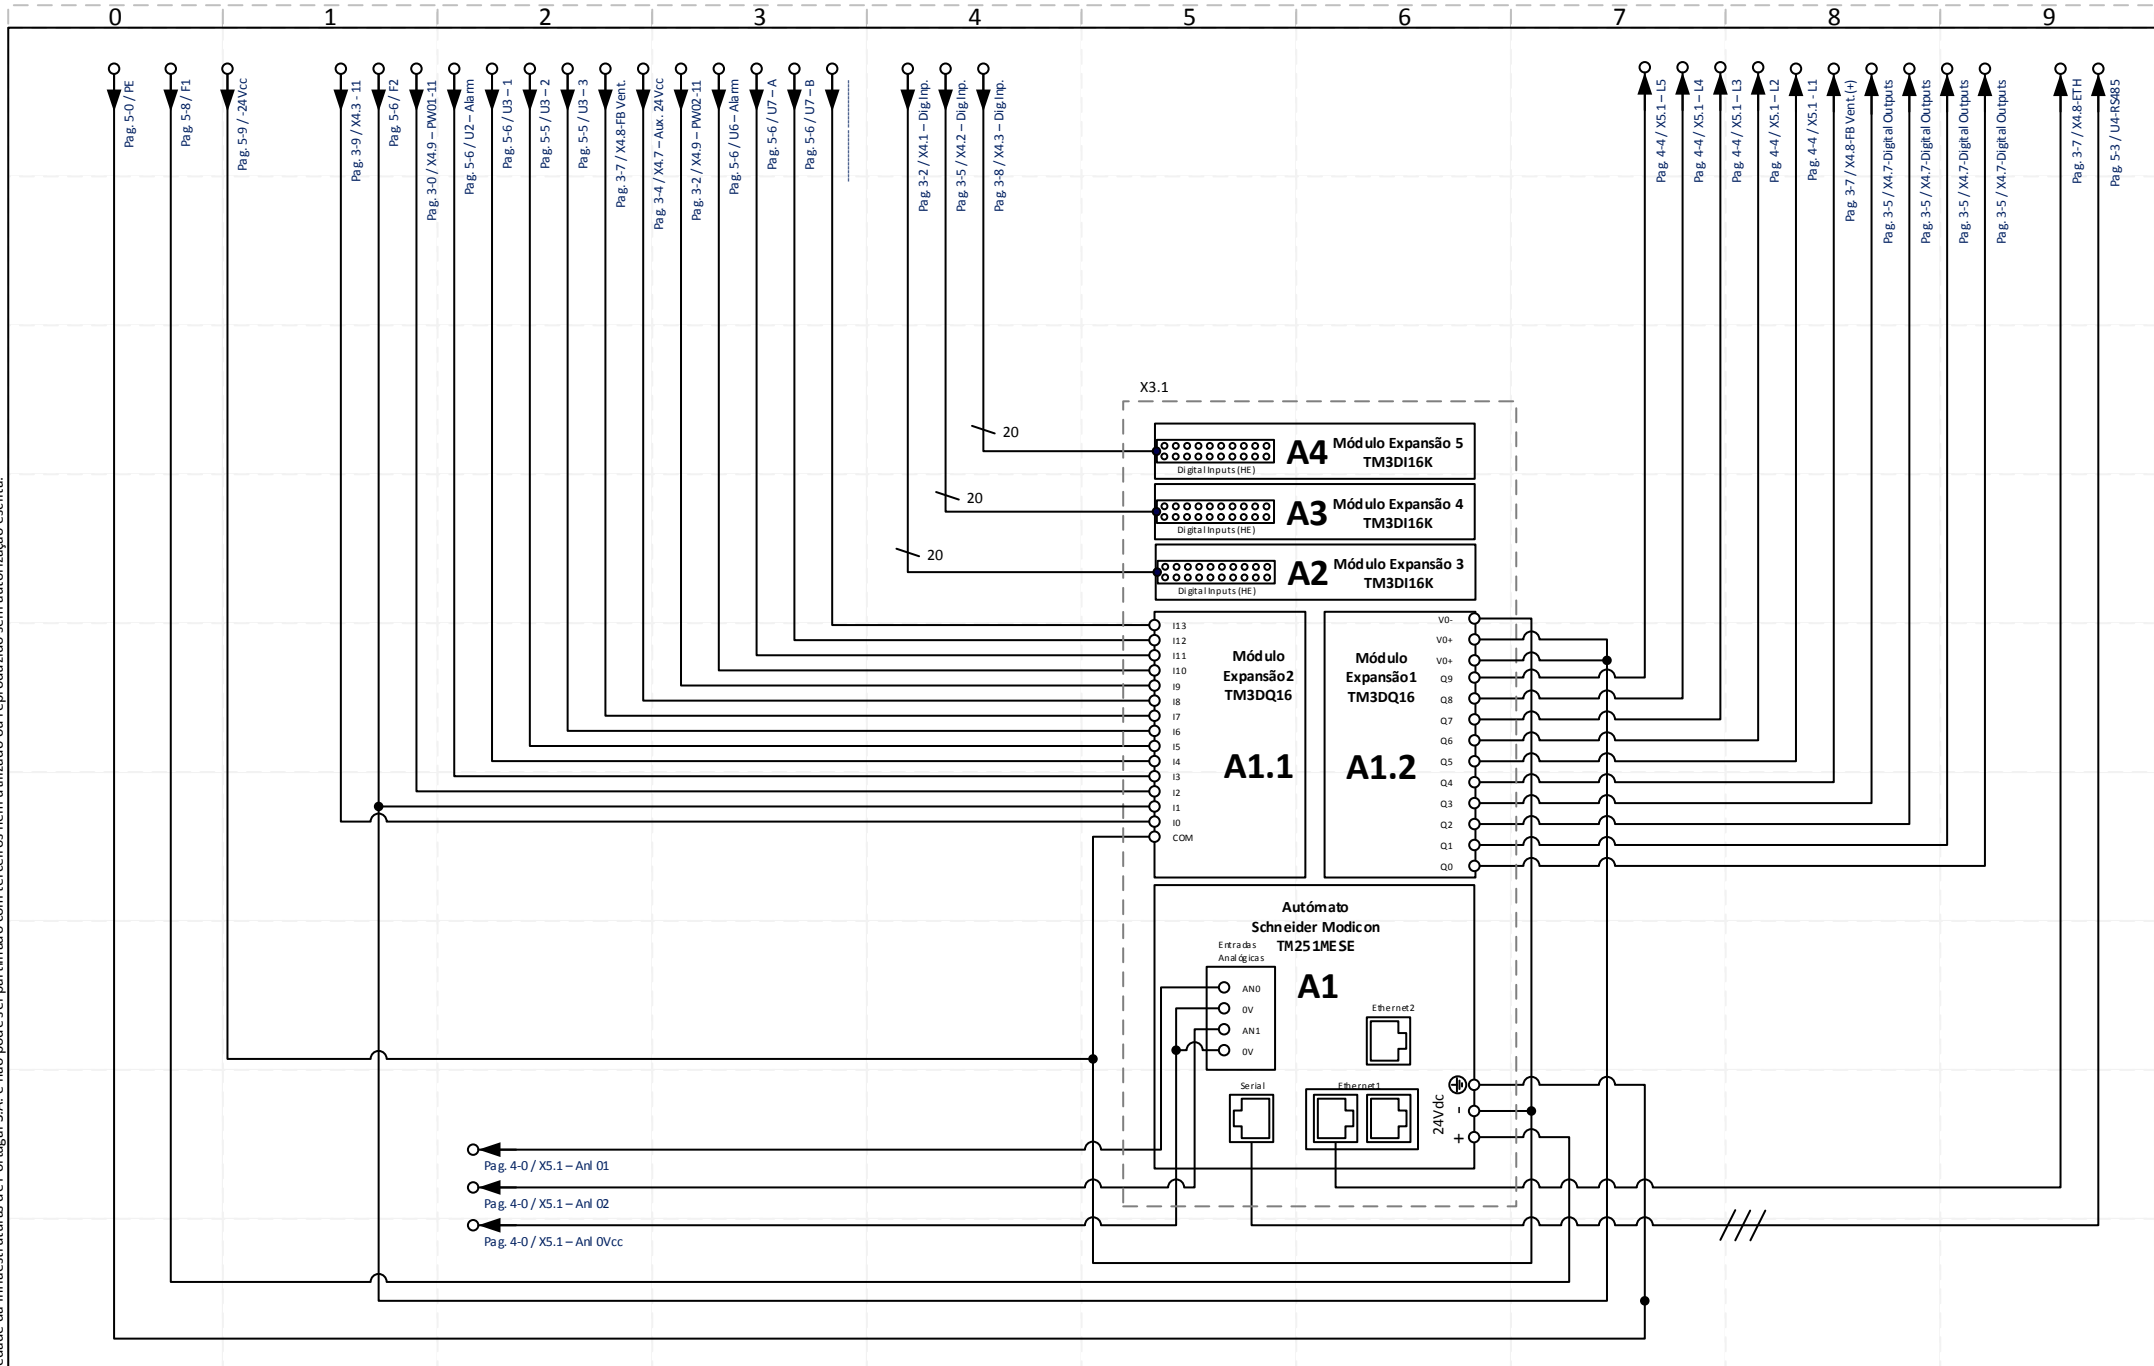 0 1 2 3 4 5 6 7 8 9
Pag. 5-0 / PE
Pag. 5-8 / F1
Pag. 5-9 / -24Vcc
Pag. 3-9 / X4.3 - 11
Pag. 5-6 / F2
Pag. 3-0 / X4.9 – PW01-11
Pag. 5-6 / U2 – Alarm
Pag. 5-6 / U3 – 1
Pag. 5-5 / U3 – 2
Pag. 5-5 / U3 – 3
Pag. 3-7 / X4.8-FB Vent.
Pag. 3-4 / X4.7 – Aux. 24Vcc
Pag. 3-2 / X4.9 – PW02-11
Pag. 5-6 / U6 – Alarm
Pag. 5-6 / U7 – A
Pag. 5-6 / U7 – B
Pag. 3-2 / X4.1 – Dig.Inp.
Pag. 3-5 / X4.2 – Dig.Inp.
Pag. 3-8 / X4.3 – Dig.Inp.
Pag. 4-4 / X5.1 – L5
Pag. 4-4 / X5.1 – L4
Pag. 4-4 / X5.1 – L3
Pag. 4-4 / X5.1 – L2
Pag. 4-4 / X5.1 - L1
Pag. 3-7 / X4.8-FB Vent.(+)
Pag. 3-5 / X4.7-Digital Outputs
Pag. 3-5 / X4.7-Digital Outputs
Pag. 3-5 / X4.7-Digital Outputs
Pag. 3-5 / X4.7-Digital Outputs
Pag. 3-7 / X4.8-ETH
Pag. 5-3 / U4-RS485
X3.1
20
A4
Módulo Expansão 5
TM3DI16K
Digital Inputs (HE)
20
A3
Módulo Expansão 4
TM3DI16K
Digital Inputs (HE)
20
A2
Módulo Expansão 3
TM3DI16K
Digital Inputs (HE)
I13
I12
I11
I10
I9
I8
I7
I6
I5
I4
I3
I2
I1
I0
COM
Módulo
Expansão2
TM3DQ16
A1.1
Módulo
Expansão1
TM3DQ16
A1.2
V0-
V0+
V0+
Q9
Q8
Q7
Q6
Q5
Q4
Q3
Q2
Q1
Q0
Autómato
Schneider Modicon
TM251MESE
A1
Entradas
Analógicas
AN0
0V
AN1
0V
Ethernet2
Serial
Ethernet1
24Vdc
-
+
Pag. 4-0 / X5.1 – Anl 01
Pag. 4-0 / X5.1 – Anl 02
Pag. 4-0 / X5.1 – Anl 0Vcc